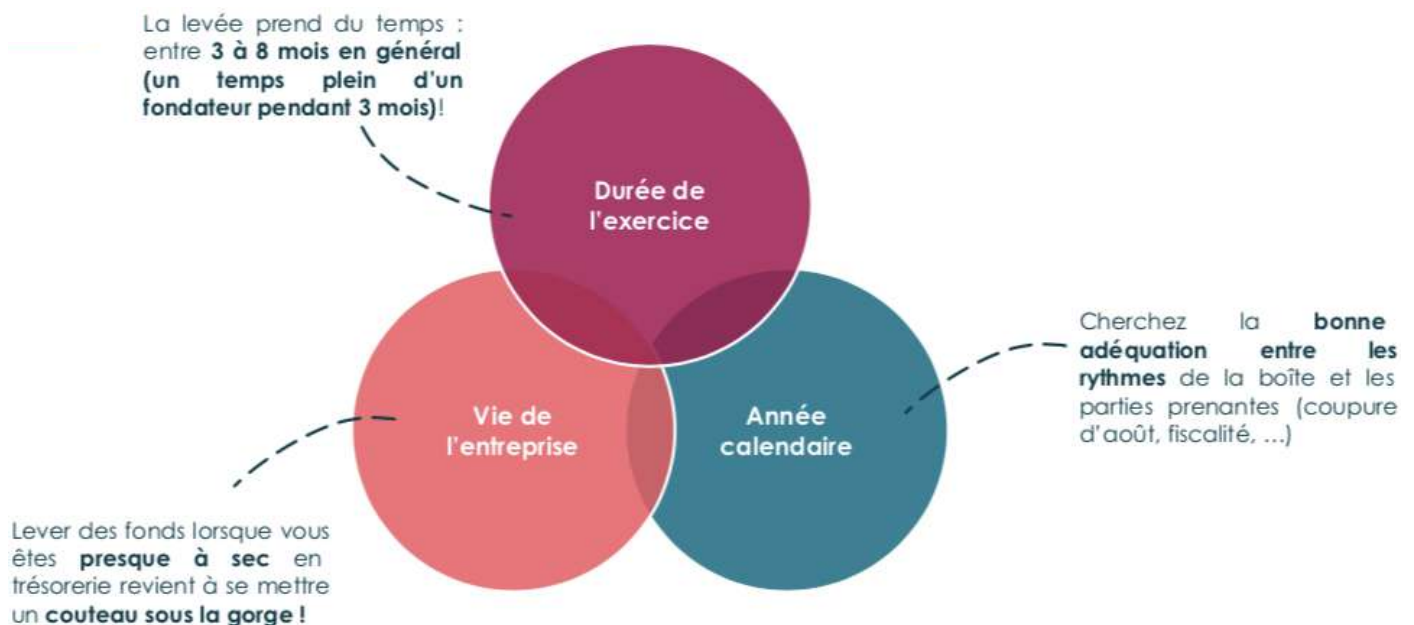 La levée prend du temps :
entre 3 à 8 mois en général
(un temps plein d'un
fondateur pendant 3 mois)!
Durée de
l'exercice
Vie de
l'entreprise
Année
calendaire
Cherchez la bonne
adéquation entre les
rythmes de la boîte et les
parties prenantes (coupure
d'août, fiscalité, ...)
Lever des fonds lorsque vous
êtes presque à sec en
trésorerie revient à se mettre
un couteau sous la gorge !